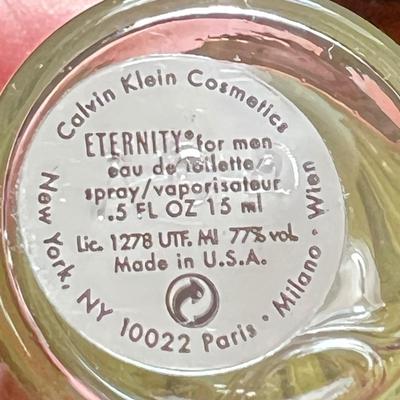 Calvin Klein Cosmetics
ETERNITY® for men
eau de toilette
spray/vaporisateur
.5 FL OZ 15 ml
Lic. 1278 UTF. MI 77% vol.
Made in U.S.A.
New York, NY 10022 Paris · Milano · Wien